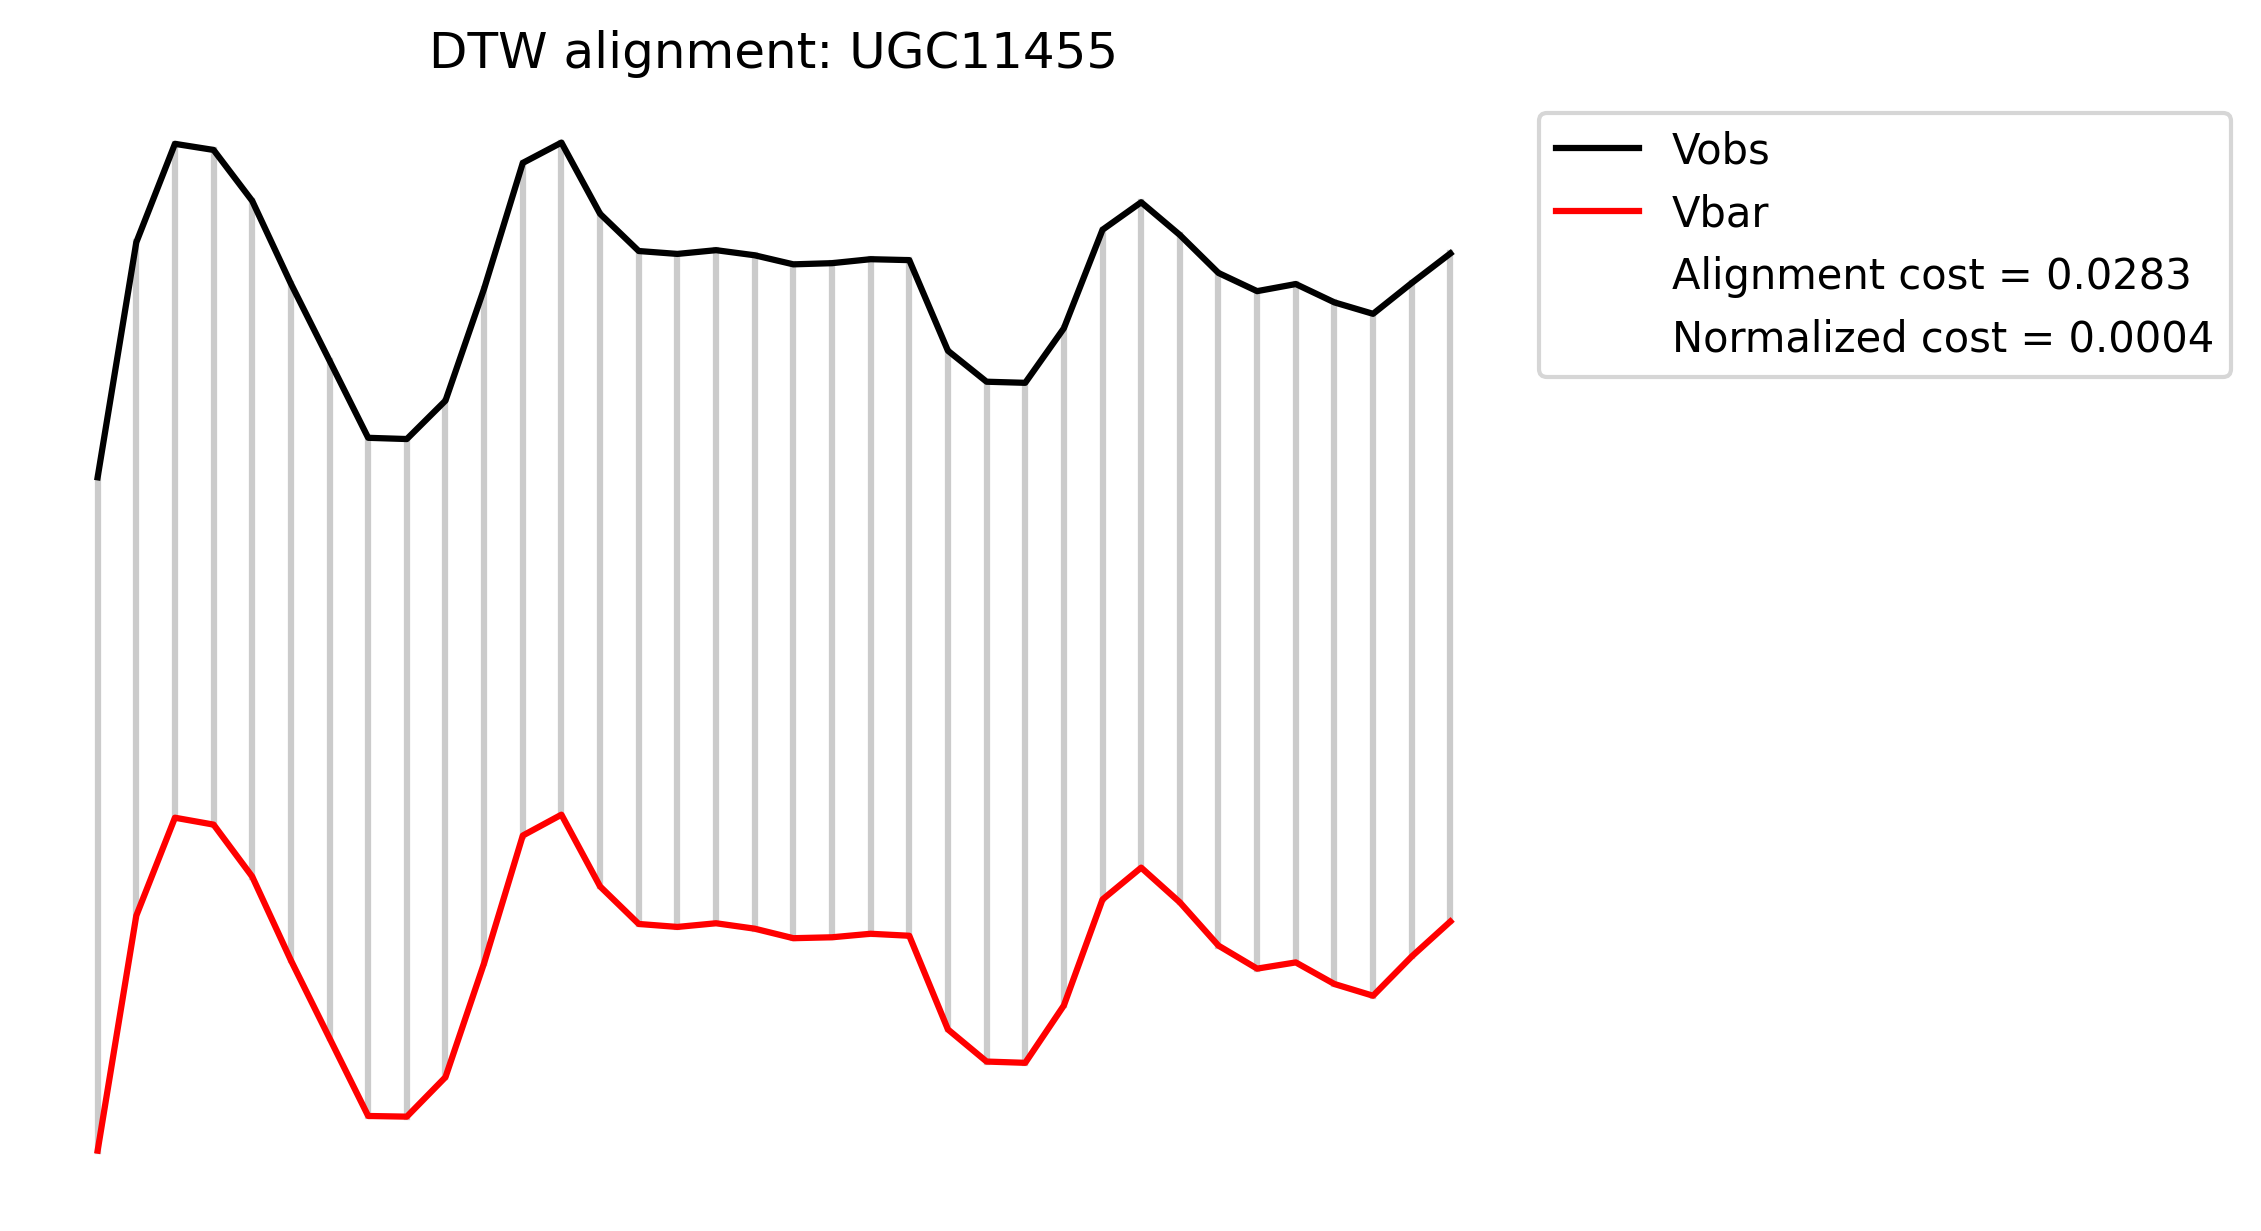 DTW alignment: UGC11455
Vobs
Vbar
Alignment cost = 0.0283
Normalized cost = 0.0004